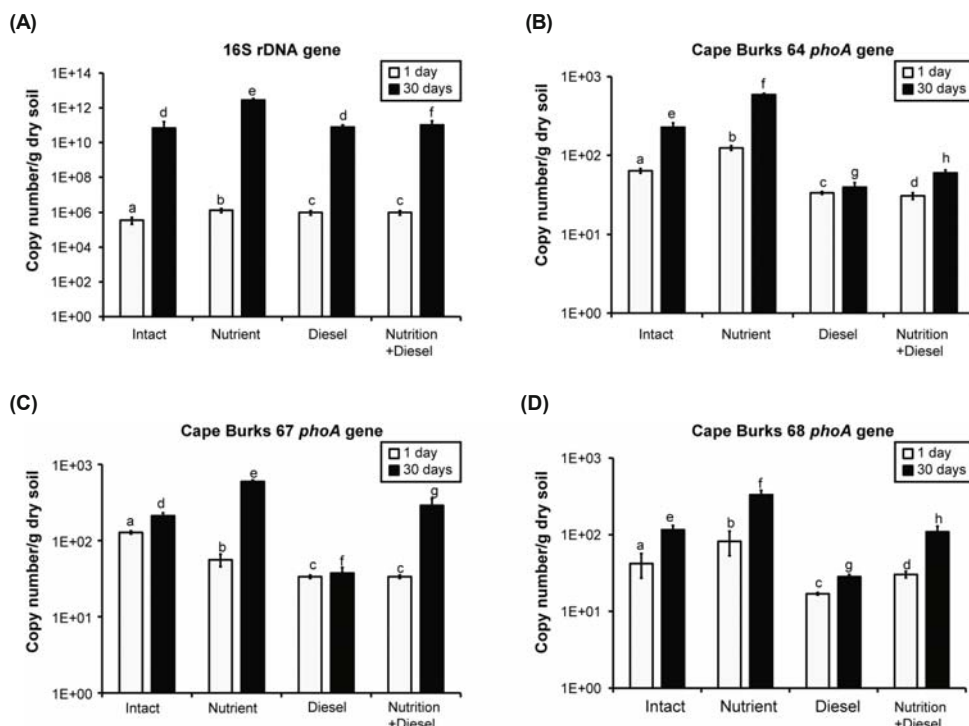 (A)
16S rDNA gene
1 day
30 days
Copy number/g dry soil
1E+14
1E+12
1E+10
1E+08
1E+06
1E+04
1E+02
1E+00
a
d
b
e
c
d
c
f
Intact
Nutrient
Diesel
Nutrition
+Diesel
(B)
Cape Burks 64 phoA gene
1 day
30 days
Copy number/g dry soil
1E+03
1E+02
1E+01
1E+00
a
e
b
f
c
g
d
h
Intact
Nutrient
Diesel
Nutrition
+Diesel
(C)
Cape Burks 67 phoA gene
1 day
30 days
Copy number/g dry soil
1E+03
1E+02
1E+01
1E+00
a
d
b
e
c
f
c
g
Intact
Nutrient
Diesel
Nutrition
+Diesel
(D)
Cape Burks 68 phoA gene
1 day
30 days
Copy number/g dry soil
1E+03
1E+02
1E+01
1E+00
a
e
b
f
c
g
d
h
Intact
Nutrient
Diesel
Nutrition
+Diesel